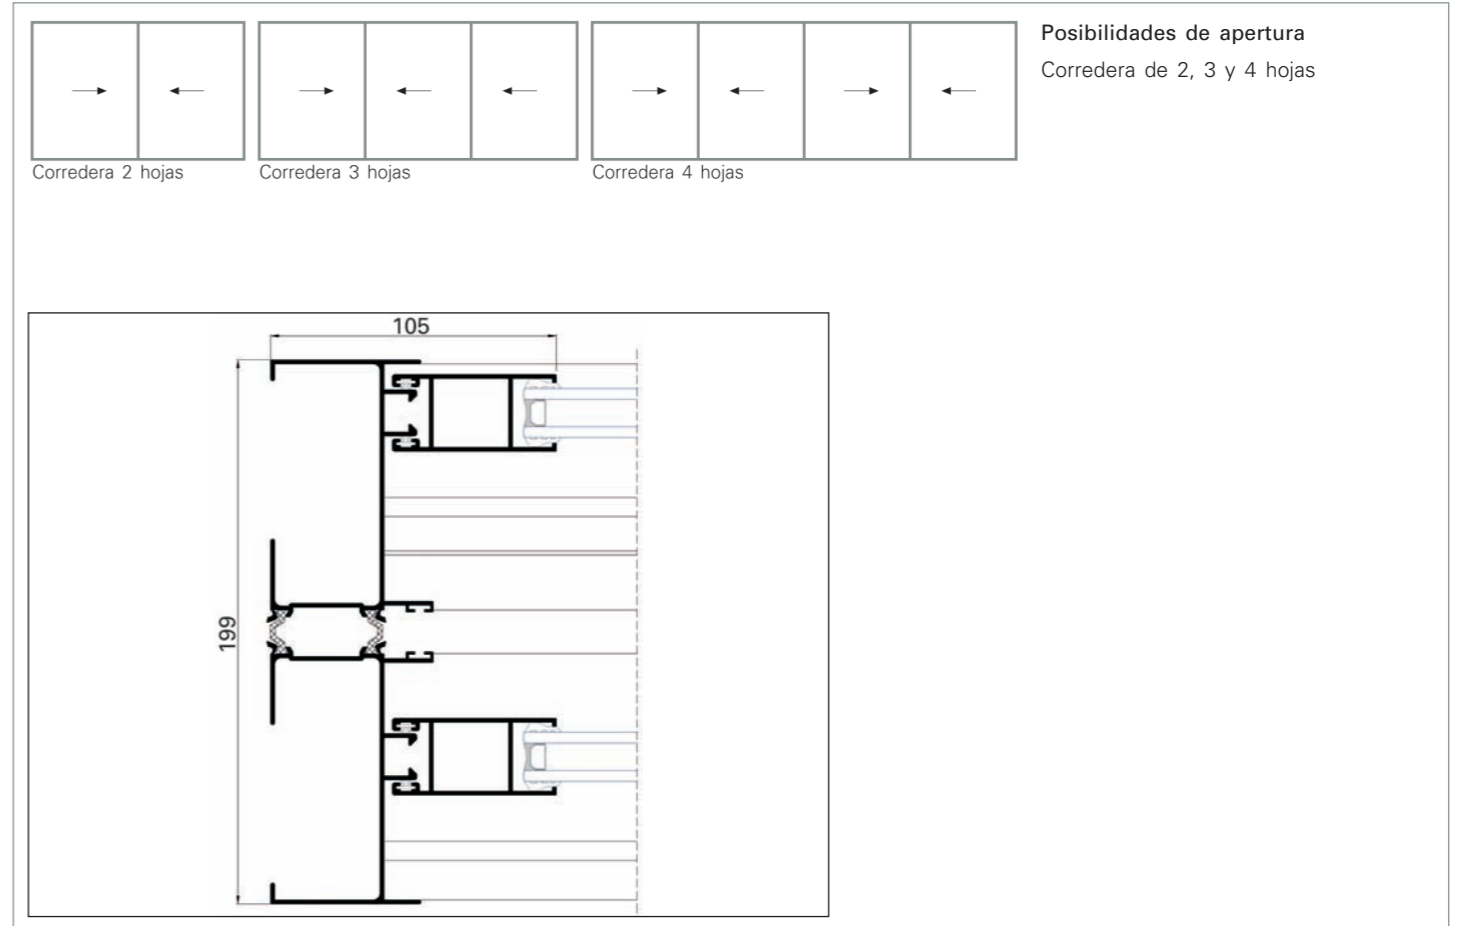 Posibilidades de apertura
Corredera de 2, 3 y 4 hojas
Corredera 2 hojas
Corredera 3 hojas
Corredera 4 hojas
105
199